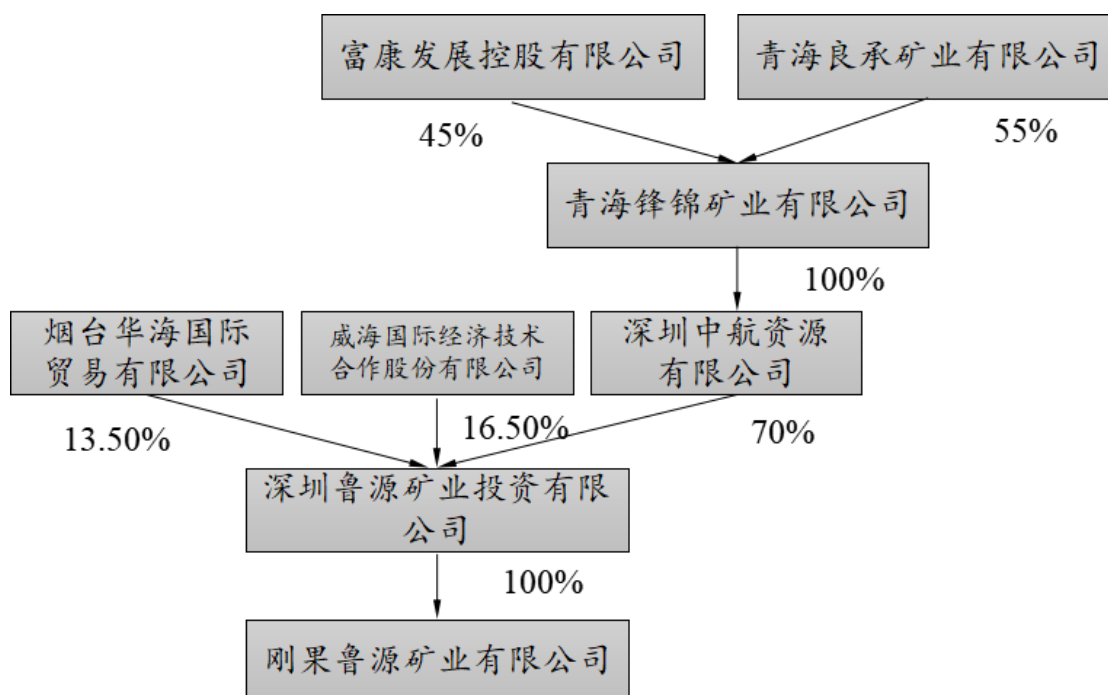 富康发展控股有限公司
青海良承矿业有限公司
45%
55%
青海锋锦矿业有限公司
100%
烟台华海国际
贸易有限公司
威海国际经济技术
合作股份有限公司
深圳中航资源
有限公司
13.50%
16.50%
70%
深圳鲁源矿业投资有限
公司
100%
刚果鲁源矿业有限公司